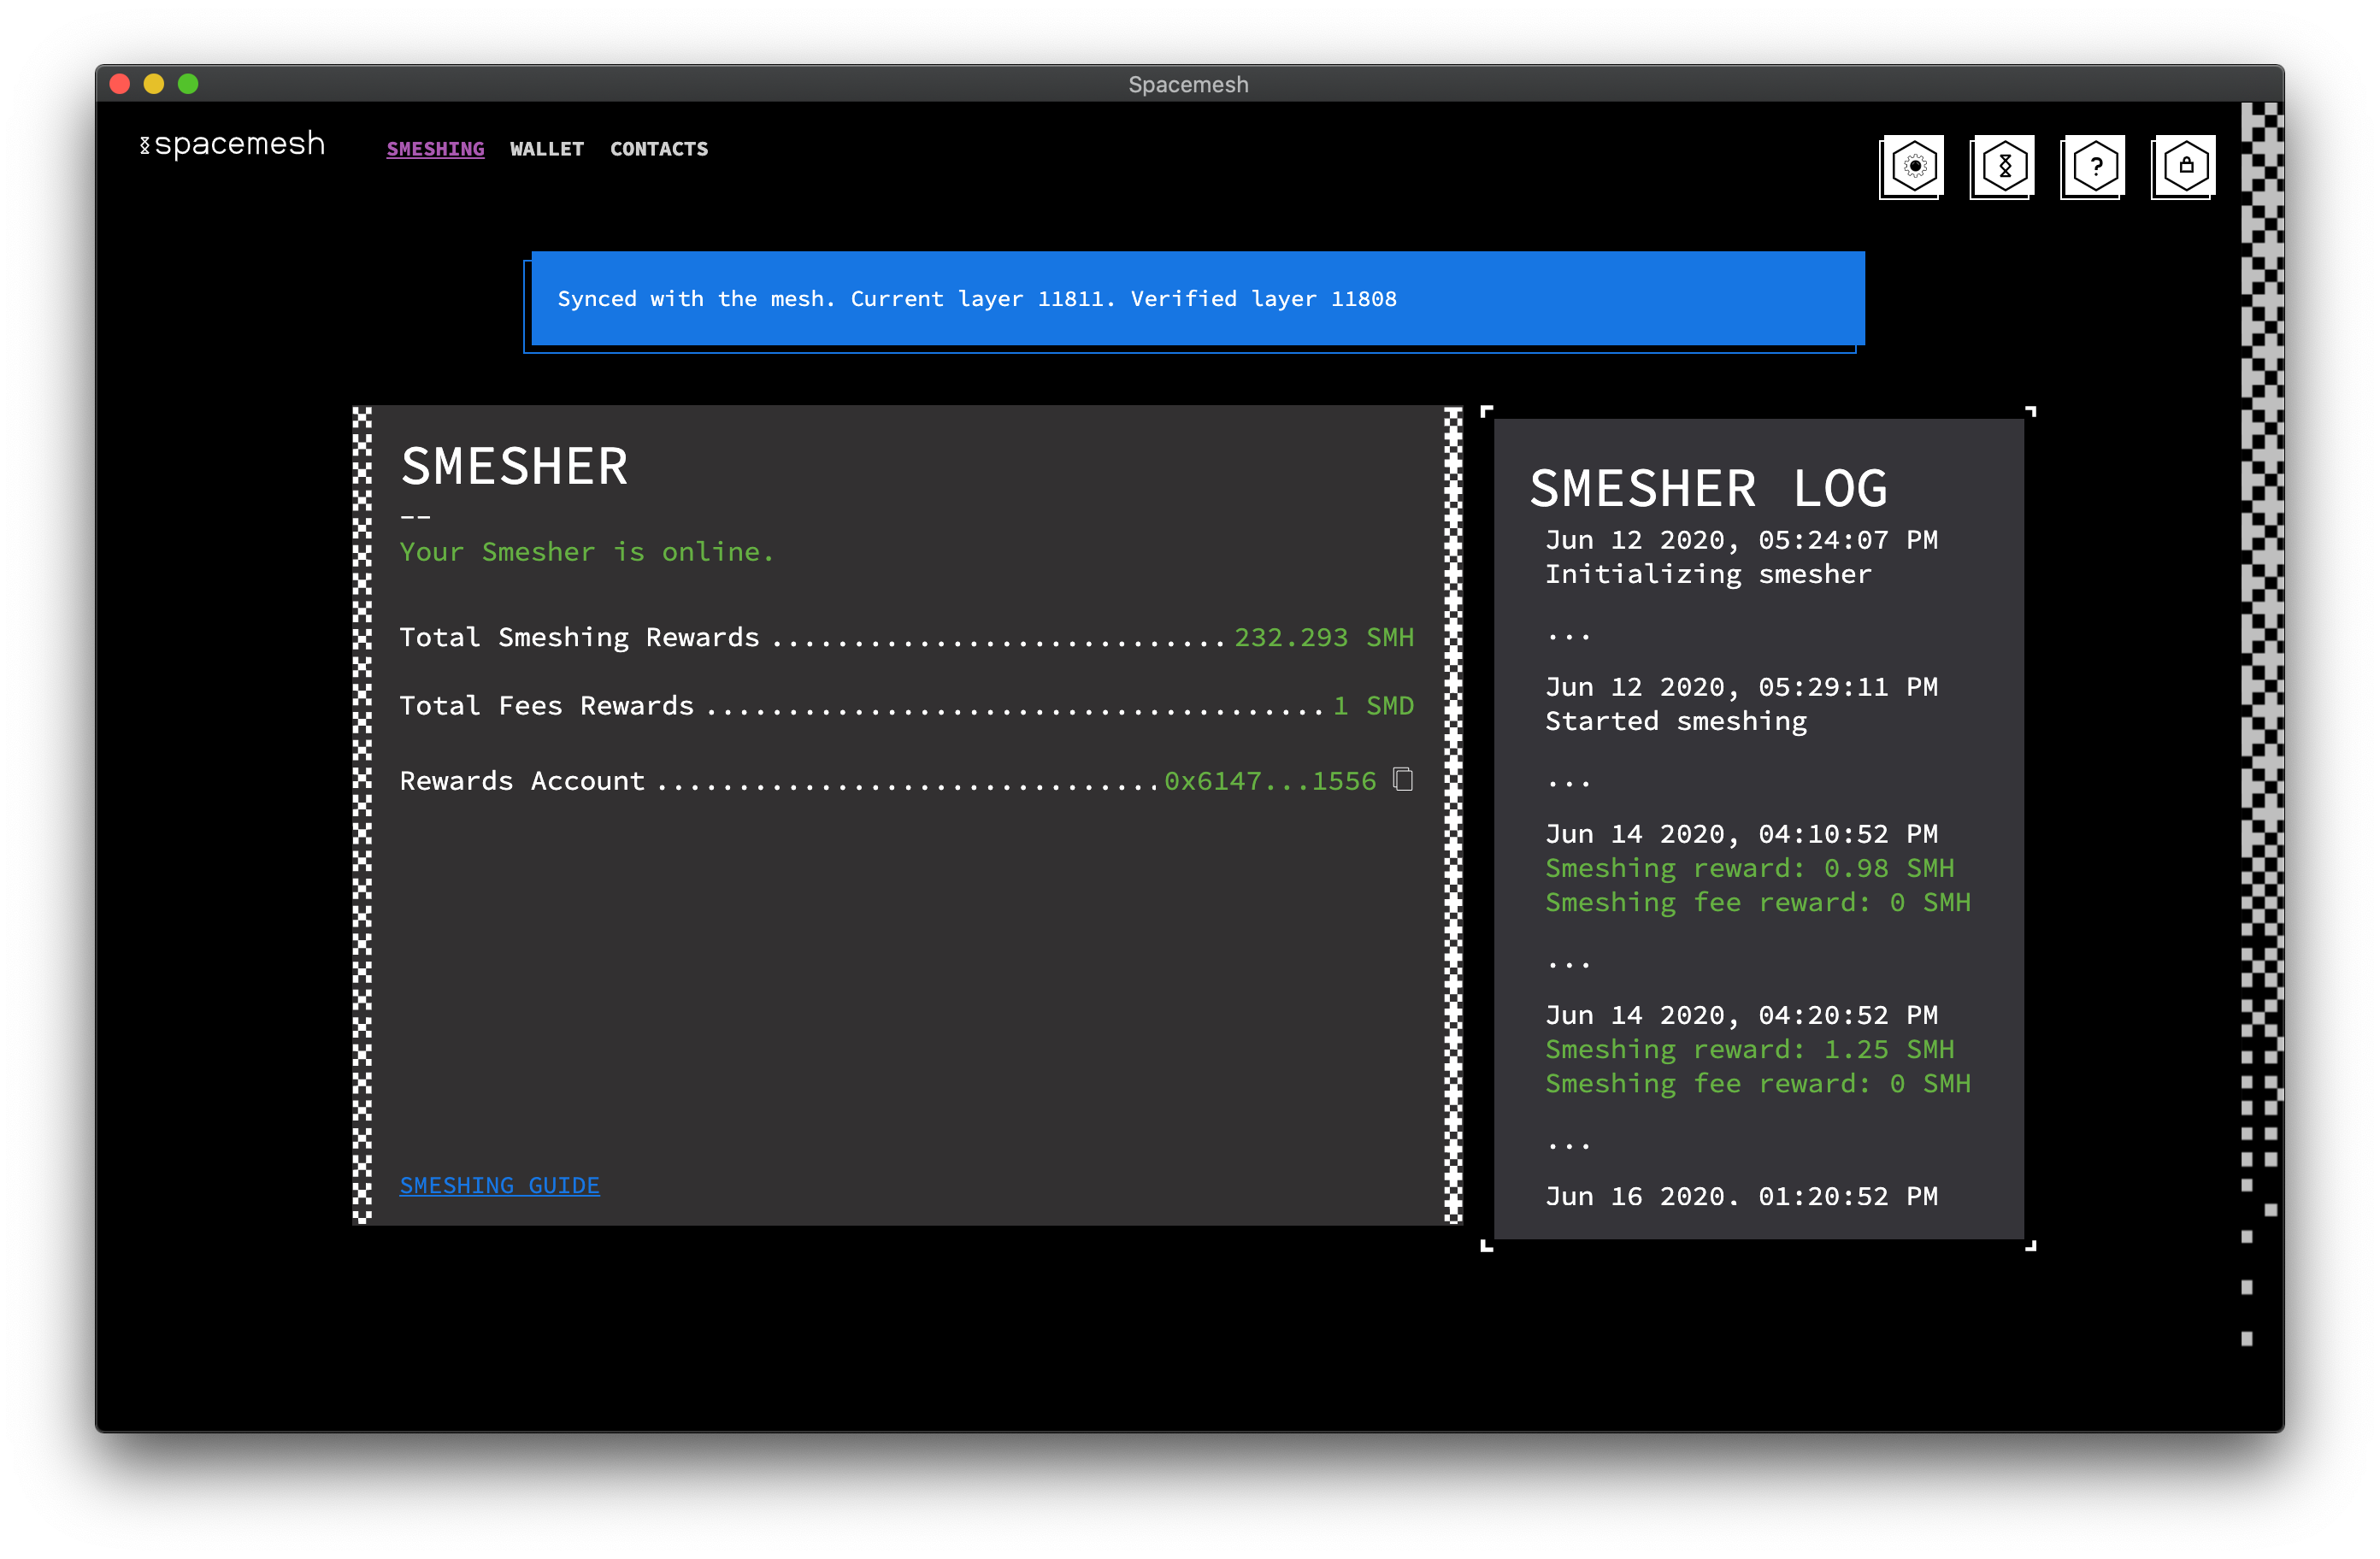 Spacemesh
spacemesh
SMESHING WALLET CONTACTS
?
Synced with the mesh. Current layer 11811. Verified layer 11808
SMESHER
--
Your Smesher is online.
Total Smeshing Rewards ............................ 232.293 SMH
Total Fees Rewards ...................................... 1 SMD
Rewards Account ............................... 0x6147...1556
SMESHING GUIDE
SMESHER LOG
Jun 12 2020, 05:24:07 PM
Initializing smesher
...
Jun 12 2020, 05:29:11 PM
Started smeshing
...
Jun 14 2020, 04:10:52 PM
Smeshing reward: 0.98 SMH
Smeshing fee reward: 0 SMH
...
Jun 14 2020, 04:20:52 PM
Smeshing reward: 1.25 SMH
Smeshing fee reward: 0 SMH
...
Jun 16 2020, 01:20:52 PM